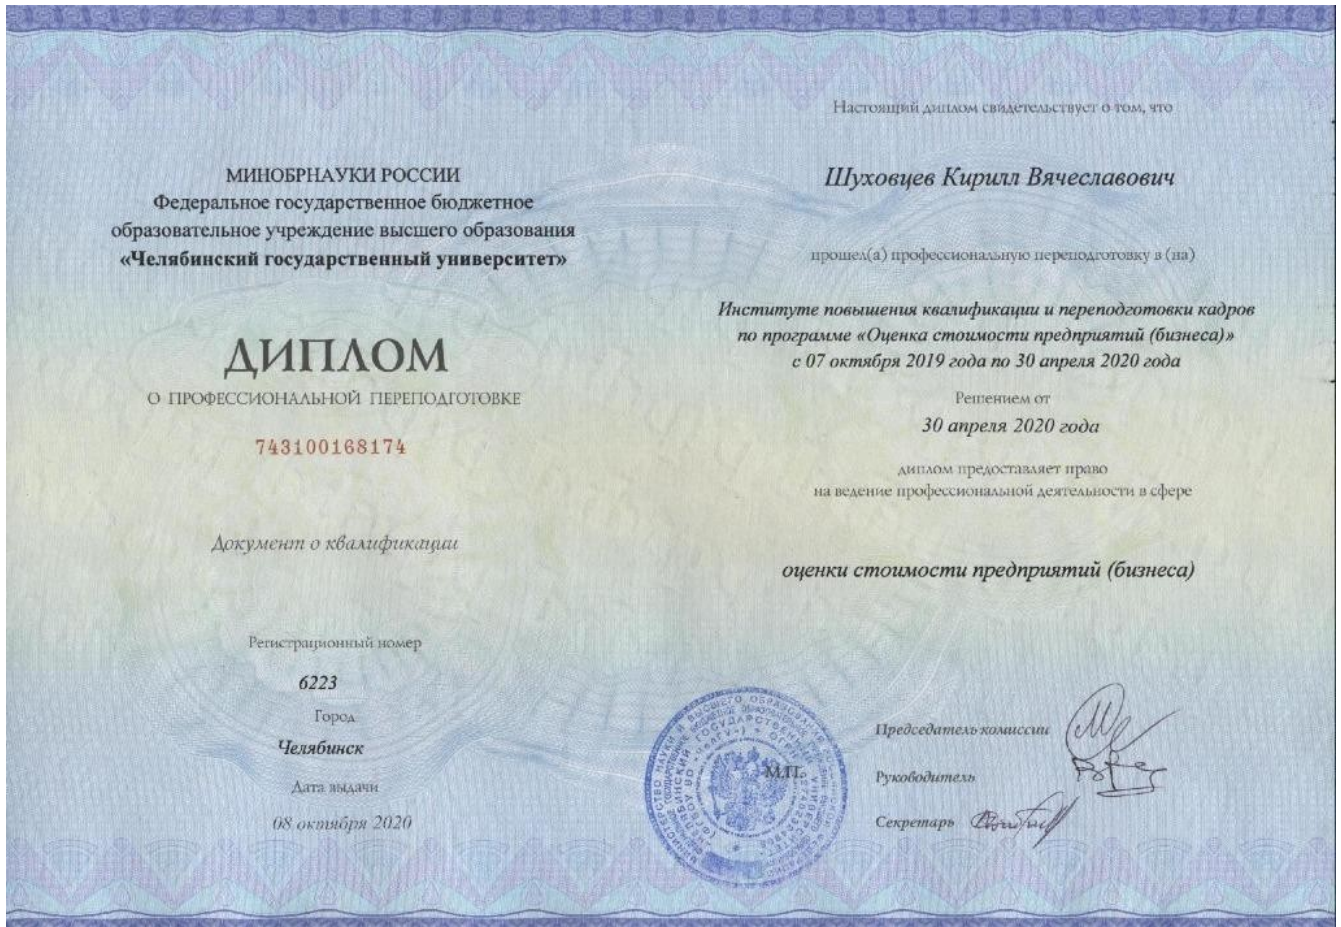 МИНОБРНАУКИ РОССИИ
Федеральное государственное бюджетное
образовательное учреждение высшего образования
«Челябинский государственный университет»
ДИПЛОМ
О ПРОФЕССИОНАЛЬНОЙ ПЕРЕПОДГОТОВКЕ
743100168174
Документ о квалификации
Регистрационный номер
6223
Город
Челябинск
Дата выдачи
08 октября 2020
Настоящий диплом свидетельствует о том, что
Шуховцев Кирилл Вячеславович
прошел(а) профессиональную переподготовку в (на)
Институте повышения квалификации и переподготовки кадров
по программе «Оценка стоимости предприятий (бизнеса)»
с 07 октября 2019 года по 30 апреля 2020 года
Решением от
30 апреля 2020 года
диплом предоставляет право
на ведение профессиональной деятельности в сфере
оценки стоимости предприятий (бизнеса)
М.П.
Председатель комиссии
Руководитель
Секретарь